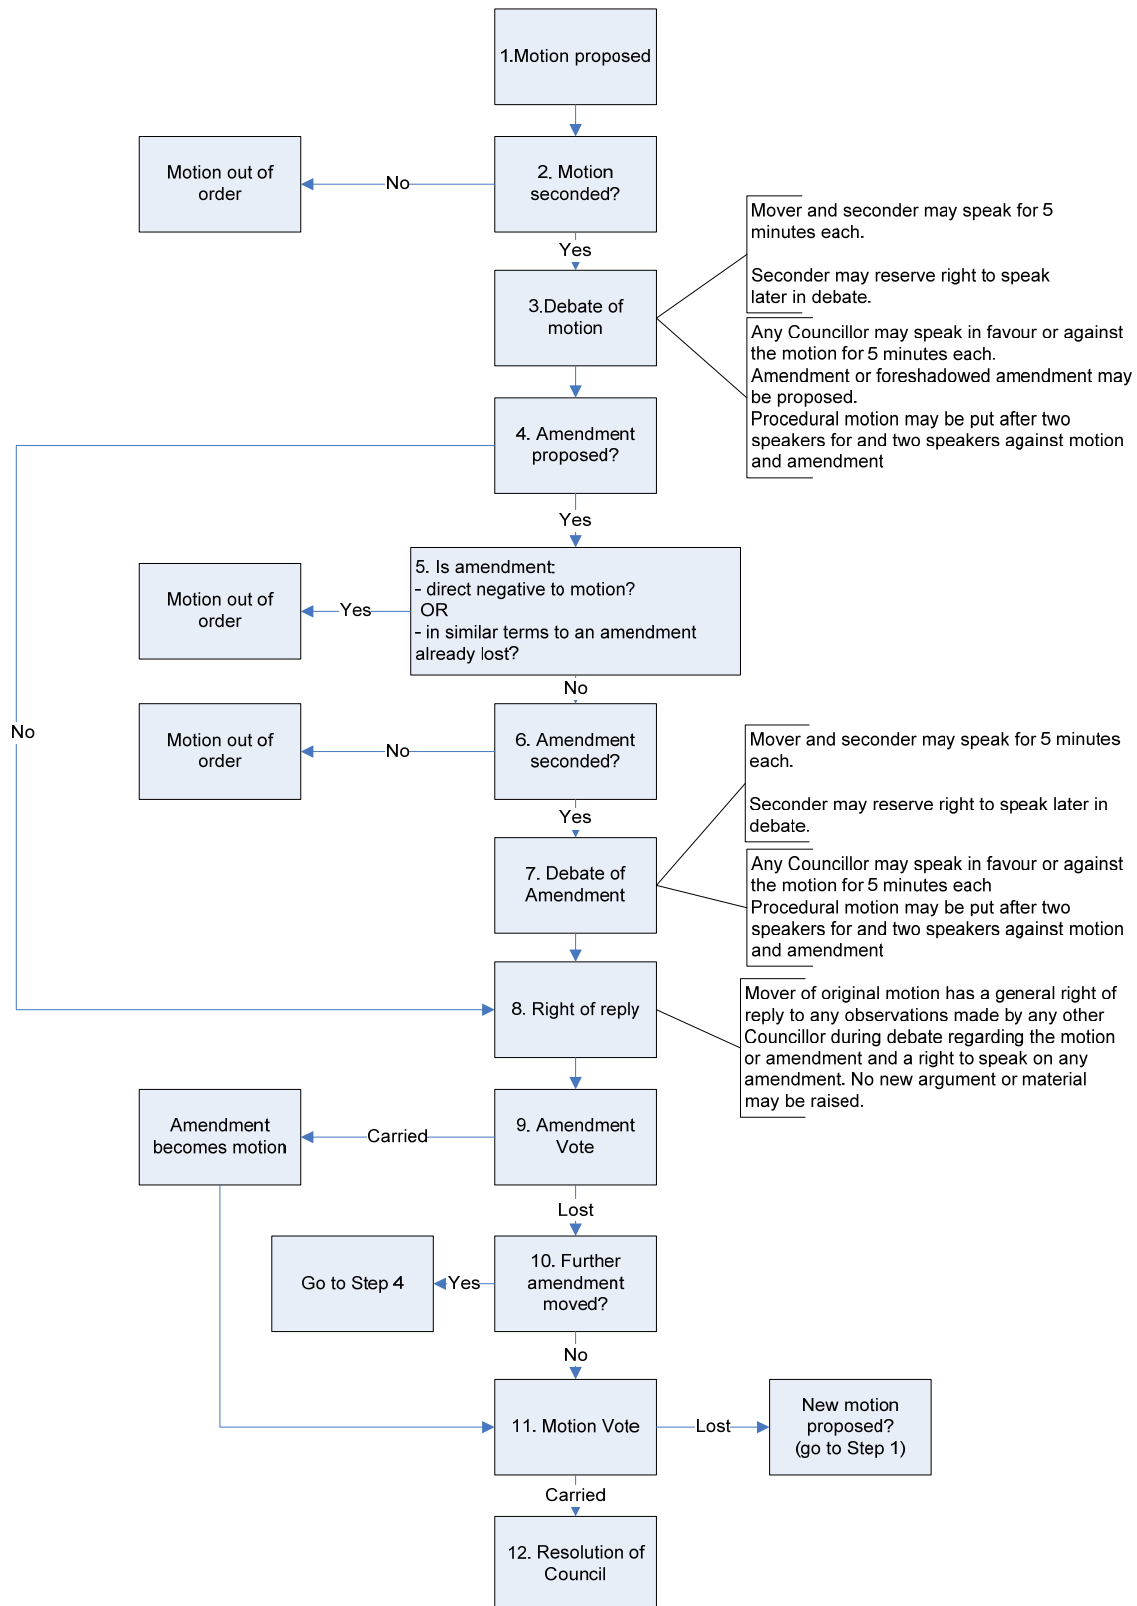 1.Motion proposed
Motion out of
order
No
2. Motion
seconded?
Yes
Mover and seconder may speak for 5
minutes each.
Seconder may reserve right to speak
later in debate.
3.Debate of
motion
Any Councillor may speak in favour or against
the motion for 5 minutes each.
Amendment or foreshadowed amendment may
be proposed.
Procedural motion may be put after two
speakers for and two speakers against motion
and amendment
4. Amendment
proposed?
Yes
No
5. Is amendment:
- direct negative to motion?
OR
- in similar terms to an amendment
already lost?
Yes
Motion out of
order
No
6. Amendment
seconded?
No
Motion out of
order
Yes
Mover and seconder may speak for 5 minutes
each.
Seconder may reserve right to speak later in
debate.
7. Debate of
Amendment
Any Councillor may speak in favour or against
the motion for 5 minutes each
Procedural motion may be put after two
speakers for and two speakers against motion
and amendment
8. Right of reply
Mover of original motion has a general right of
reply to any observations made by any other
Councillor during debate regarding the motion
or amendment and a right to speak on any
amendment. No new argument or material
may be raised.
9. Amendment
Vote
Carried
Amendment
becomes motion
Lost
10. Further
amendment
moved?
Yes
Go to Step 4
No
11. Motion Vote
Lost
New motion
proposed?
(go to Step 1)
Carried
12. Resolution of
Council